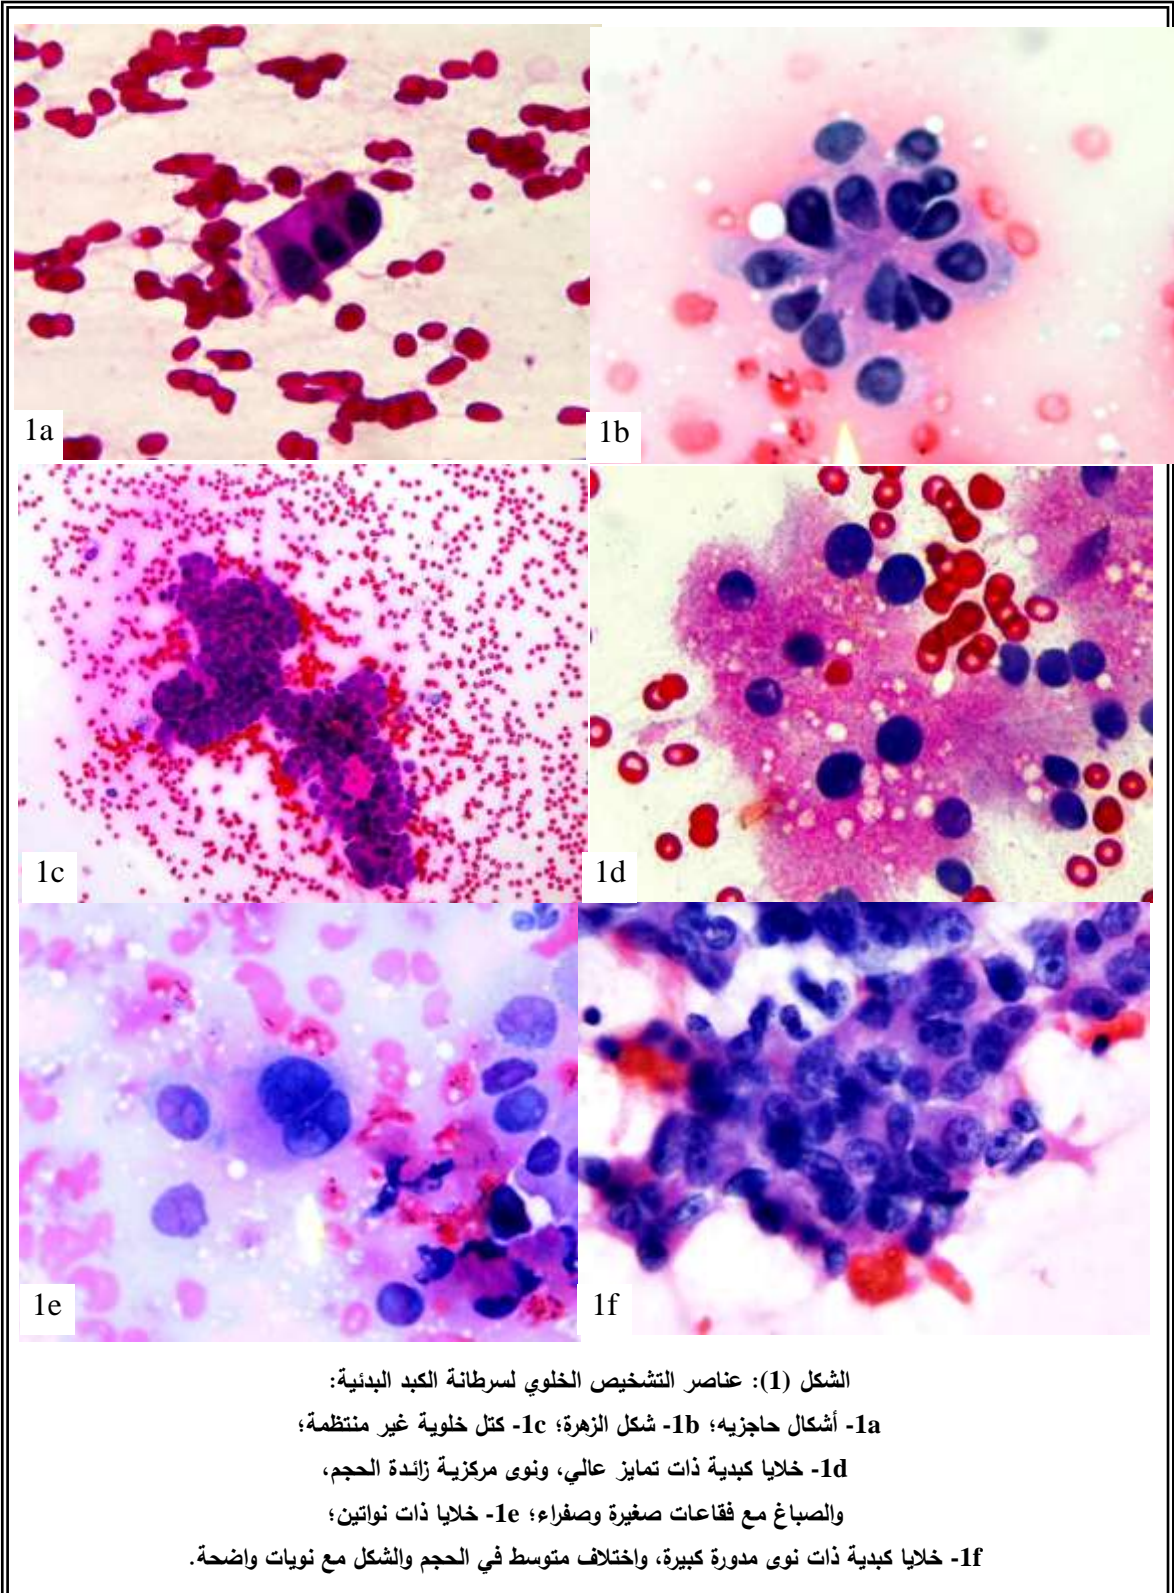 1a
1b
1c
1d
1e
1f
الشكل (1): عناصر التشخيص الخلوي لسرطانة الكبد البدئية:
1a- أشكال حاجزيه؛ 1b- شكل الزهرة؛ 1c- كتل خلوية غير منتظمة؛
1d- خلايا كبدية ذات تمايز عالي، ونوى مركزية زائدة الحجم،
والصباغ مع فقاعات صغيرة وصفراء؛ 1e- خلايا ذات نواتين؛
1f- خلايا كبدية ذات نوى مدورة كبيرة، واختلاف متوسط في الحجم والشكل مع نويات واضحة.